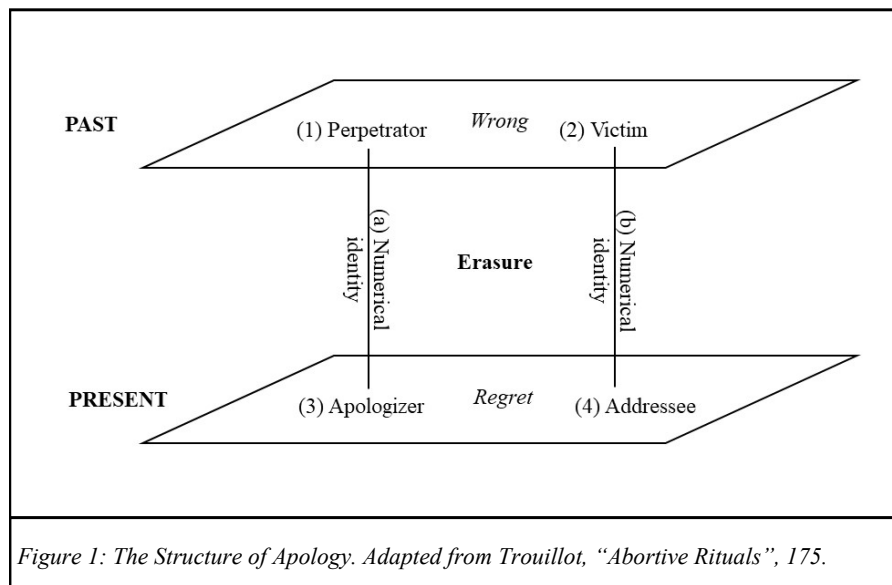 PAST
(1) Perpetrator Wrong (2) Victim
(a) Numerical
identity
Erasure
(b) Numerical
identity
PRESENT
(3) Apologizer Regret (4) Addressee
Figure 1: The Structure of Apology. Adapted from Trouillot, “Abortive Rituals”, 175.